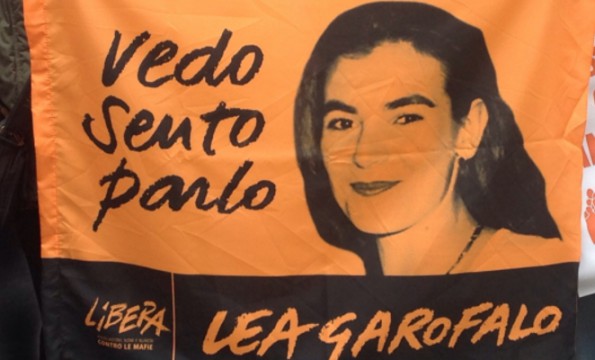 vedo
sento
parlo
LiBERA
CONTRO LE MAFIE
LEA GAROFALO